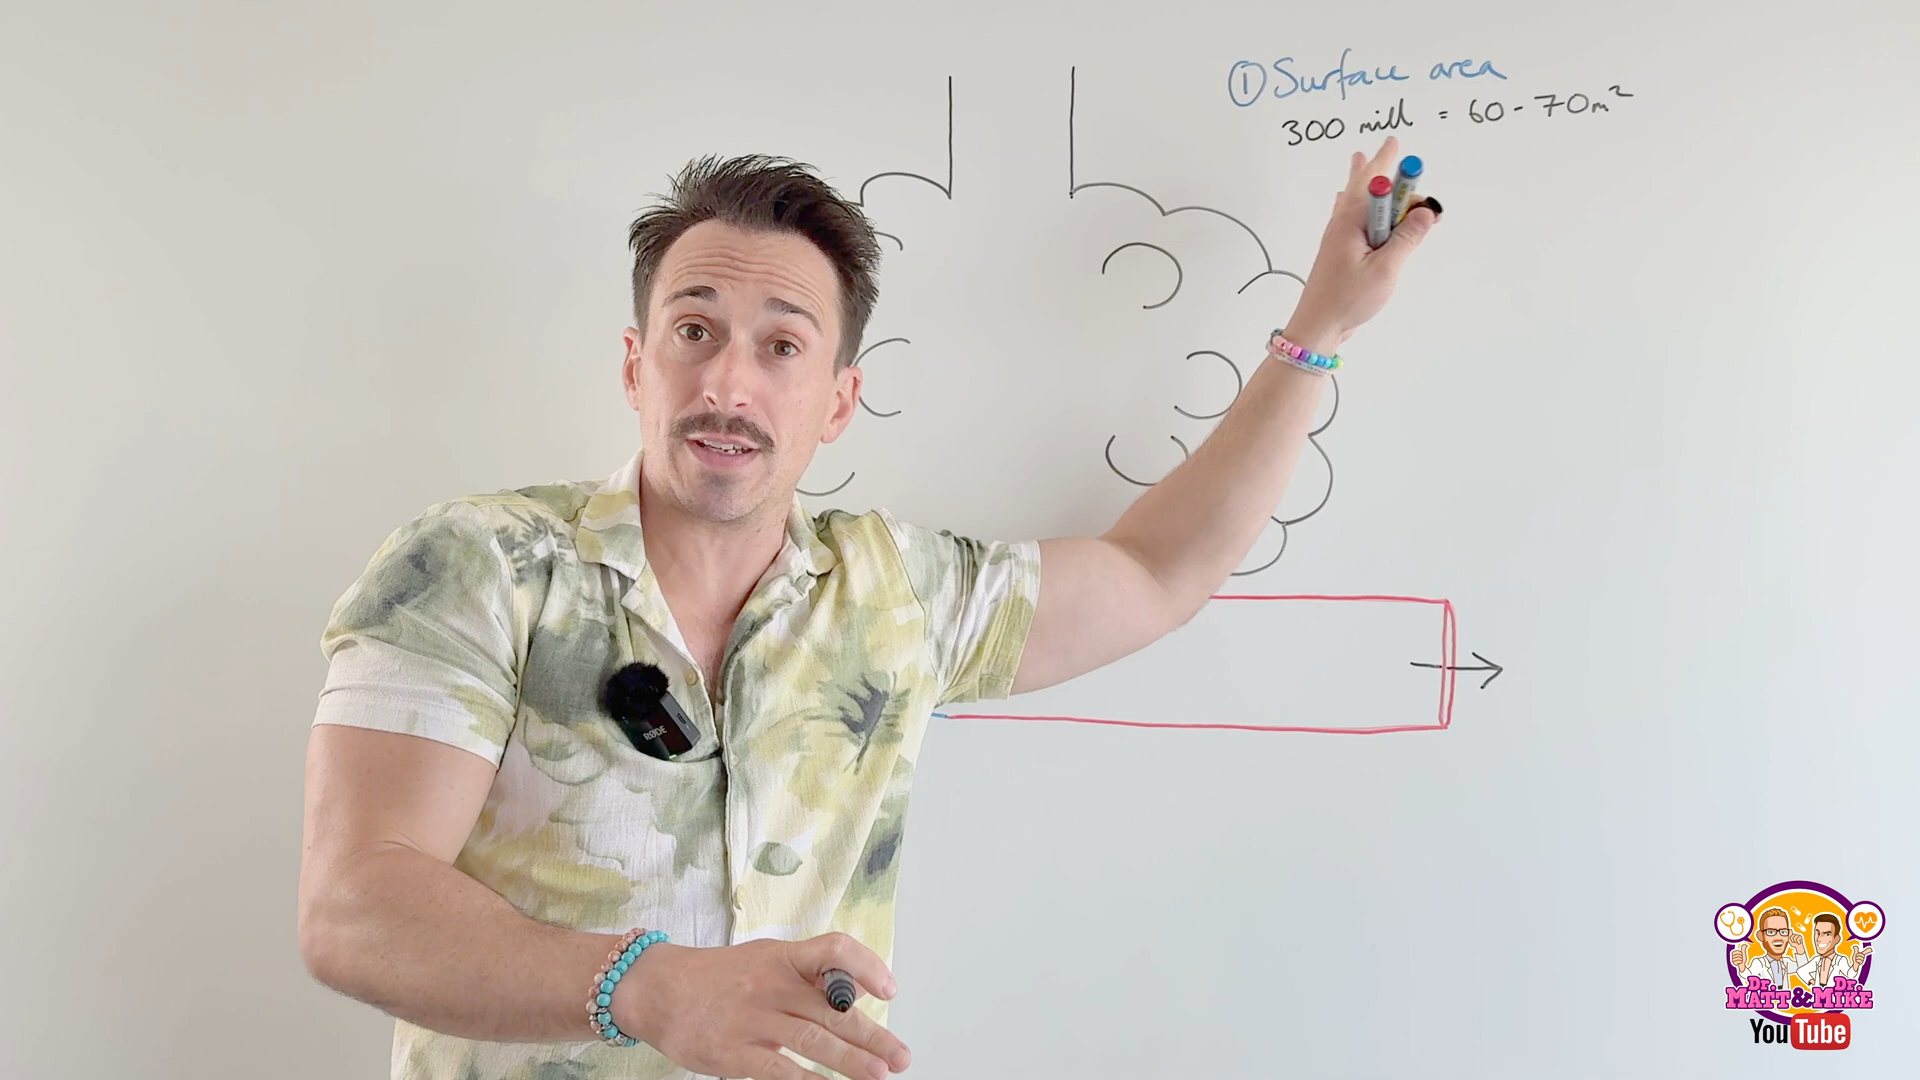 ① Surface area
300 mill = 60 - 70m²
RØDE
Dr. Dr.
MATT & MIKE
YouTube